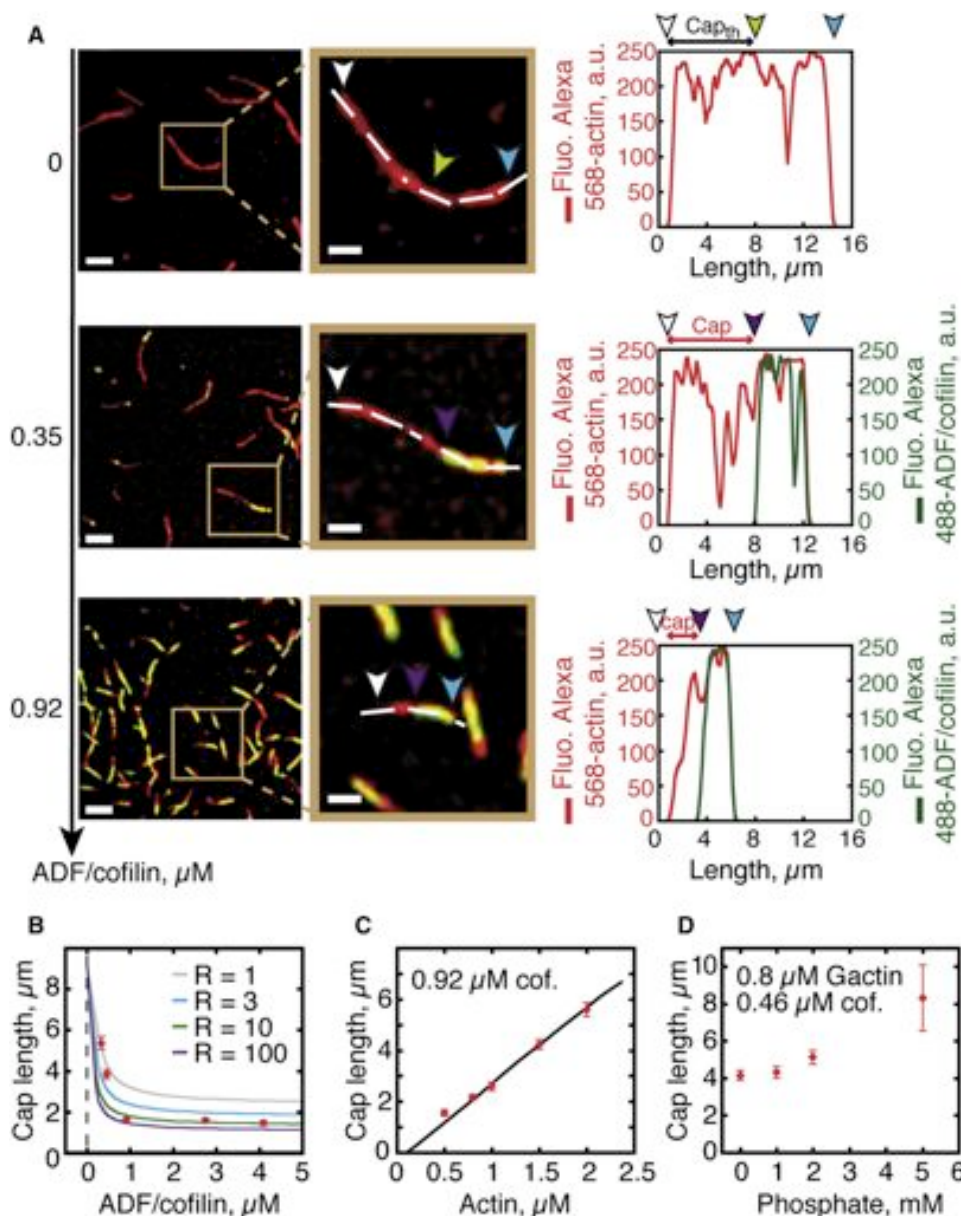 A
0
Cap_th
Fluo. Alexa
568-actin, a.u.
250
200
150
100
50
0
0 4 8 12 16
Length, µm
0.35
Cap
Fluo. Alexa
568-actin, a.u.
250
200
150
100
50
0
250
200
150
100
50
0
Fluo. Alexa
488-ADF/cofilin, a.u.
0 4 8 12 16
Length, µm
0.92
cap
Fluo. Alexa
568-actin, a.u.
250
200
150
100
50
0
250
200
150
100
50
0
Fluo. Alexa
488-ADF/cofilin, a.u.
0 4 8 12 16
Length, µm
ADF/cofilin, µM
B
Cap length, µm
8
6
4
2
0
R = 1
R = 3
R = 10
R = 100
0 1 2 3 4 5
ADF/cofilin, µM
C
Cap length, µm
6
4
2
0
0.92 µM cof.
0 0.5 1 1.5 2 2.5
Actin, µM
D
Cap length, µm
10
8
6
4
2
0
0.8 µM Gactin
0.46 µM cof.
0 1 2 3 4 5 6
Phosphate, mM